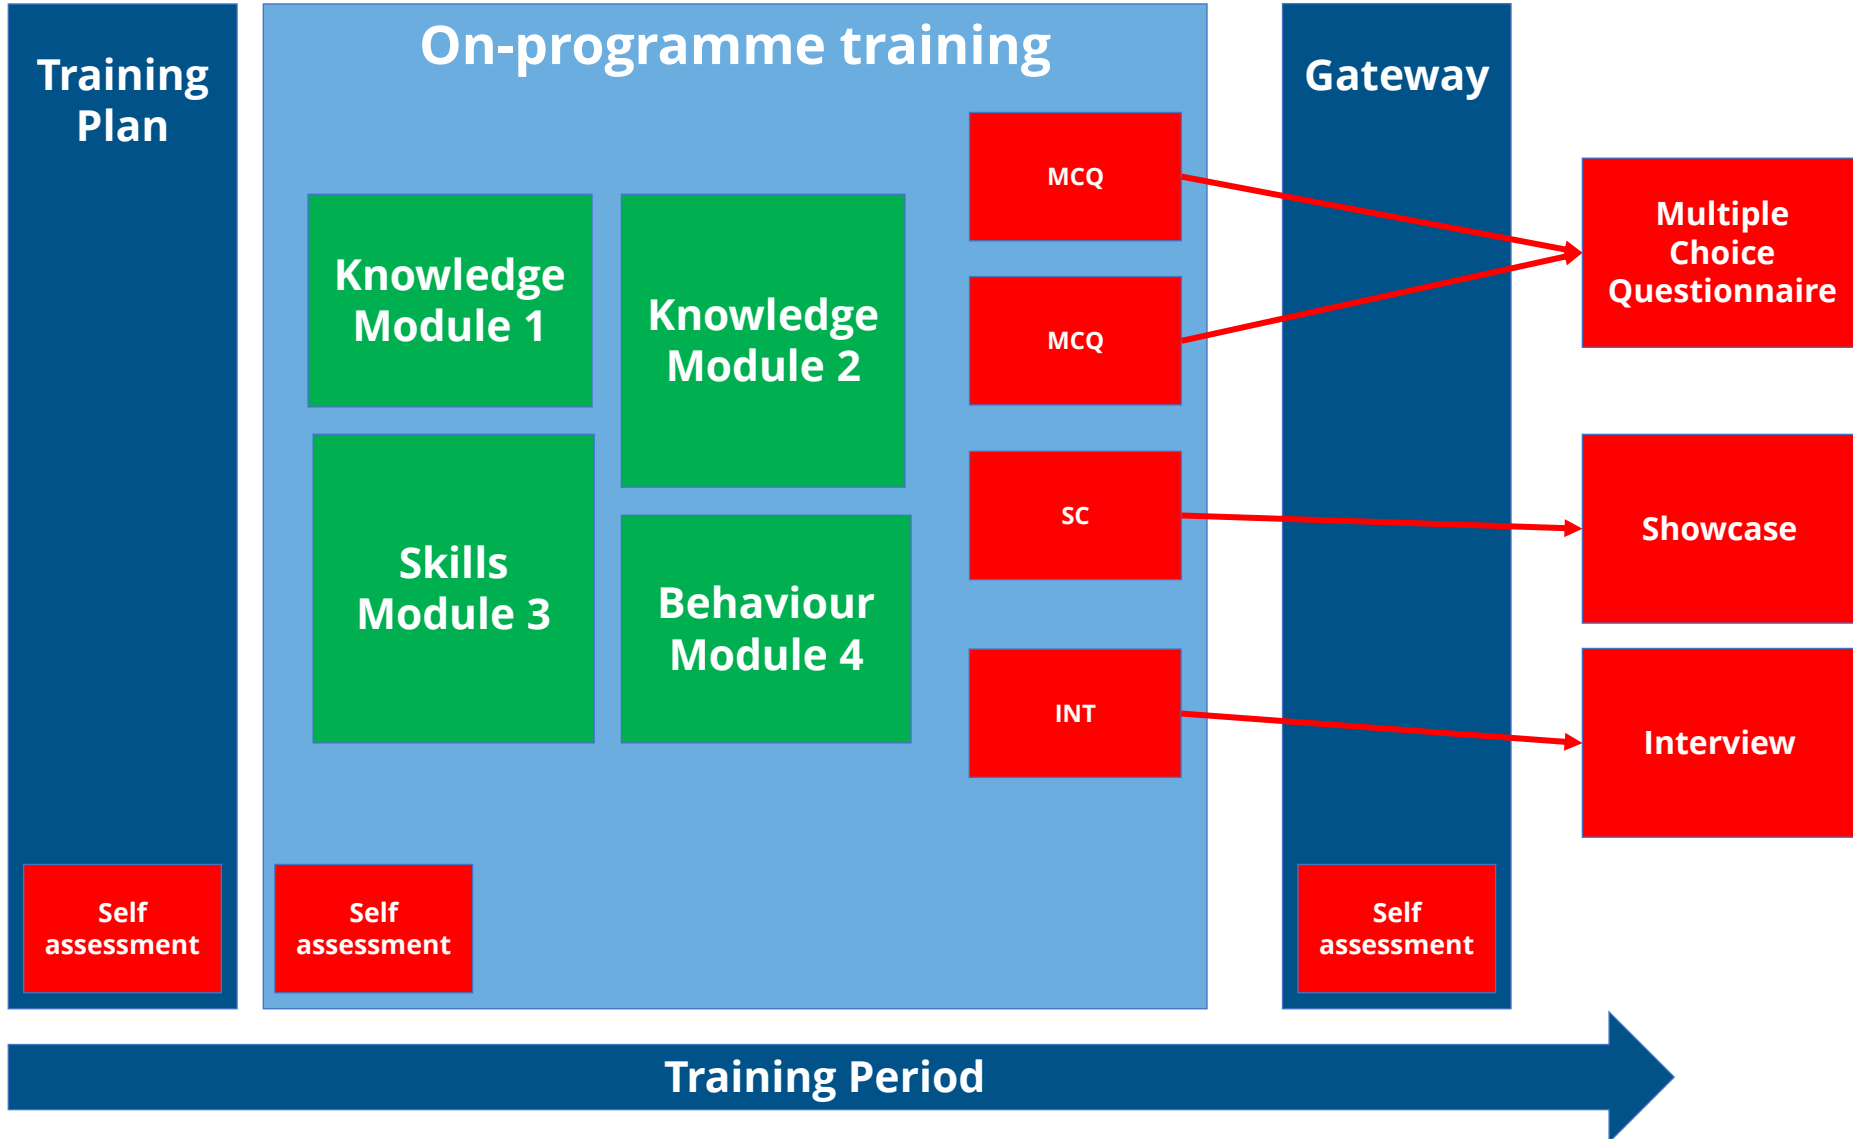 Training
Plan
On-programme training
Gateway
Knowledge
Module 1
Knowledge
Module 2
Skills
Module 3
Behaviour
Module 4
MCQ
MCQ
SC
INT
Multiple
Choice
Questionnaire
Showcase
Interview
Self
assessment
Self
assessment
Self
assessment
Training Period